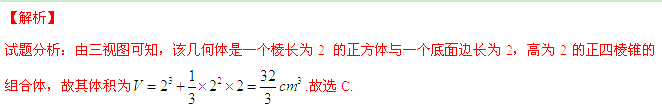 【解析】
试题分析：由三视图可知，该几何体是一个棱长为 2 的正方体与一个底面边长为 2，高为 2 的正四棱锥的
组合体，故其体积为 V = 2³ + 1/3 × 2² × 2 = 32/3 cm³.故选 C.